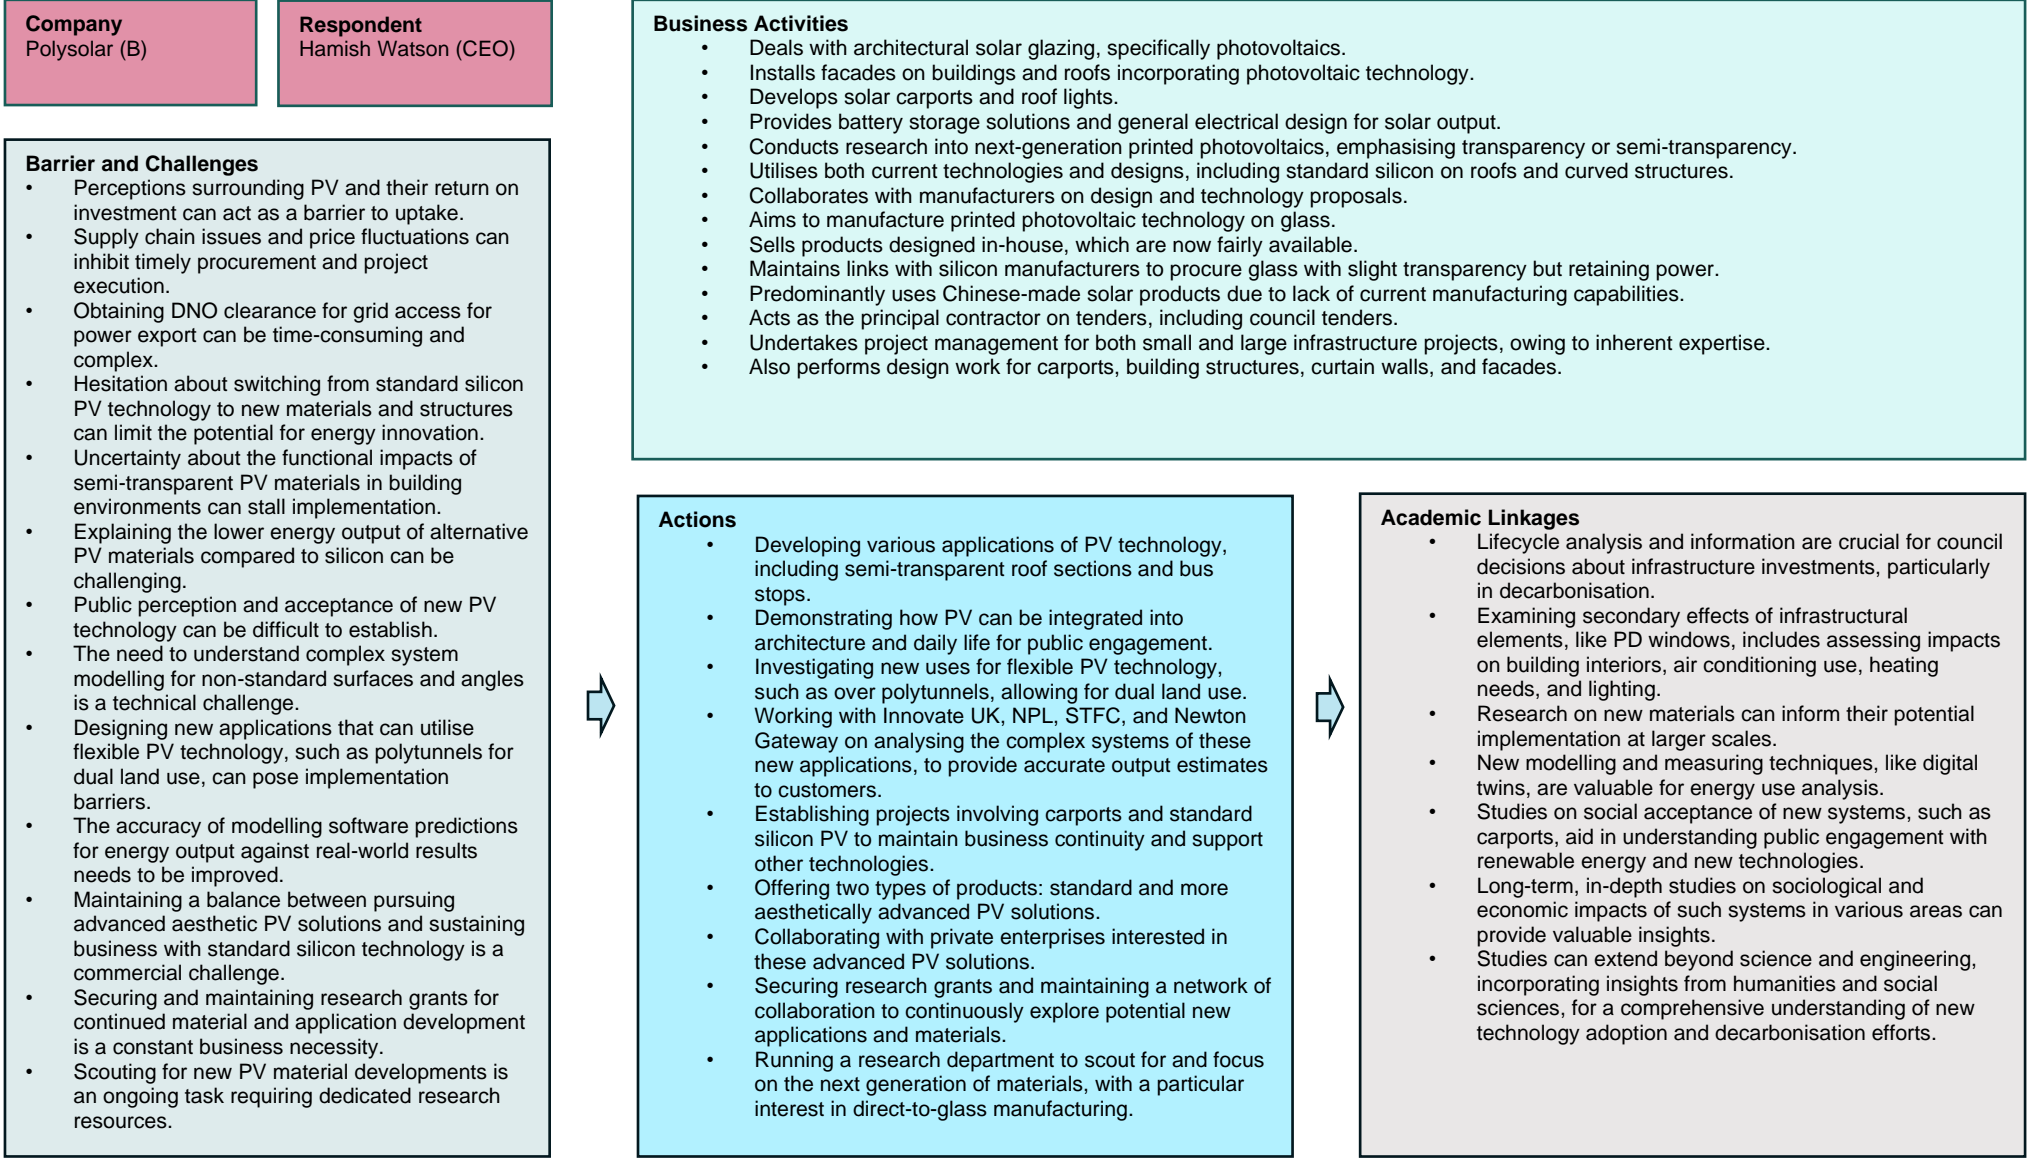 Company
Polysolar (B)
Respondent
Hamish Watson (CEO)
Business Activities
• Deals with architectural solar glazing, specifically photovoltaics.
• Installs facades on buildings and roofs incorporating photovoltaic technology.
• Develops solar carports and roof lights.
• Provides battery storage solutions and general electrical design for solar output.
• Conducts research into next-generation printed photovoltaics, emphasising transparency or semi-transparency.
• Utilises both current technologies and designs, including standard silicon on roofs and curved structures.
• Collaborates with manufacturers on design and technology proposals.
• Aims to manufacture printed photovoltaic technology on glass.
• Sells products designed in-house, which are now fairly available.
• Maintains links with silicon manufacturers to procure glass with slight transparency but retaining power.
• Predominantly uses Chinese-made solar products due to lack of current manufacturing capabilities.
• Acts as the principal contractor on tenders, including council tenders.
• Undertakes project management for both small and large infrastructure projects, owing to inherent expertise.
• Also performs design work for carports, building structures, curtain walls, and facades.
Barrier and Challenges
• Perceptions surrounding PV and their return on
investment can act as a barrier to uptake.
• Supply chain issues and price fluctuations can
inhibit timely procurement and project
execution.
• Obtaining DNO clearance for grid access for
power export can be time-consuming and
complex.
• Hesitation about switching from standard silicon
PV technology to new materials and structures
can limit the potential for energy innovation.
• Uncertainty about the functional impacts of
semi-transparent PV materials in building
environments can stall implementation.
• Explaining the lower energy output of alternative
PV materials compared to silicon can be
challenging.
• Public perception and acceptance of new PV
technology can be difficult to establish.
• The need to understand complex system
modelling for non-standard surfaces and angles
is a technical challenge.
• Designing new applications that can utilise
flexible PV technology, such as polytunnels for
dual land use, can pose implementation
barriers.
• The accuracy of modelling software predictions
for energy output against real-world results
needs to be improved.
• Maintaining a balance between pursuing
advanced aesthetic PV solutions and sustaining
business with standard silicon technology is a
commercial challenge.
• Securing and maintaining research grants for
continued material and application development
is a constant business necessity.
• Scouting for new PV material developments is
an ongoing task requiring dedicated research
resources.
Actions
• Developing various applications of PV technology,
including semi-transparent roof sections and bus
stops.
• Demonstrating how PV can be integrated into
architecture and daily life for public engagement.
• Investigating new uses for flexible PV technology,
such as over polytunnels, allowing for dual land use.
• Working with Innovate UK, NPL, STFC, and Newton
Gateway on analysing the complex systems of these
new applications, to provide accurate output estimates
to customers.
• Establishing projects involving carports and standard
silicon PV to maintain business continuity and support
other technologies.
• Offering two types of products: standard and more
aesthetically advanced PV solutions.
• Collaborating with private enterprises interested in
these advanced PV solutions.
• Securing research grants and maintaining a network of
collaboration to continuously explore potential new
applications and materials.
• Running a research department to scout for and focus
on the next generation of materials, with a particular
interest in direct-to-glass manufacturing.
Academic Linkages
• Lifecycle analysis and information are crucial for council
decisions about infrastructure investments, particularly
in decarbonisation.
• Examining secondary effects of infrastructural
elements, like PD windows, includes assessing impacts
on building interiors, air conditioning use, heating
needs, and lighting.
• Research on new materials can inform their potential
implementation at larger scales.
• New modelling and measuring techniques, like digital
twins, are valuable for energy use analysis.
• Studies on social acceptance of new systems, such as
carports, aid in understanding public engagement with
renewable energy and new technologies.
• Long-term, in-depth studies on sociological and
economic impacts of such systems in various areas can
provide valuable insights.
• Studies can extend beyond science and engineering,
incorporating insights from humanities and social
sciences, for a comprehensive understanding of new
technology adoption and decarbonisation efforts.